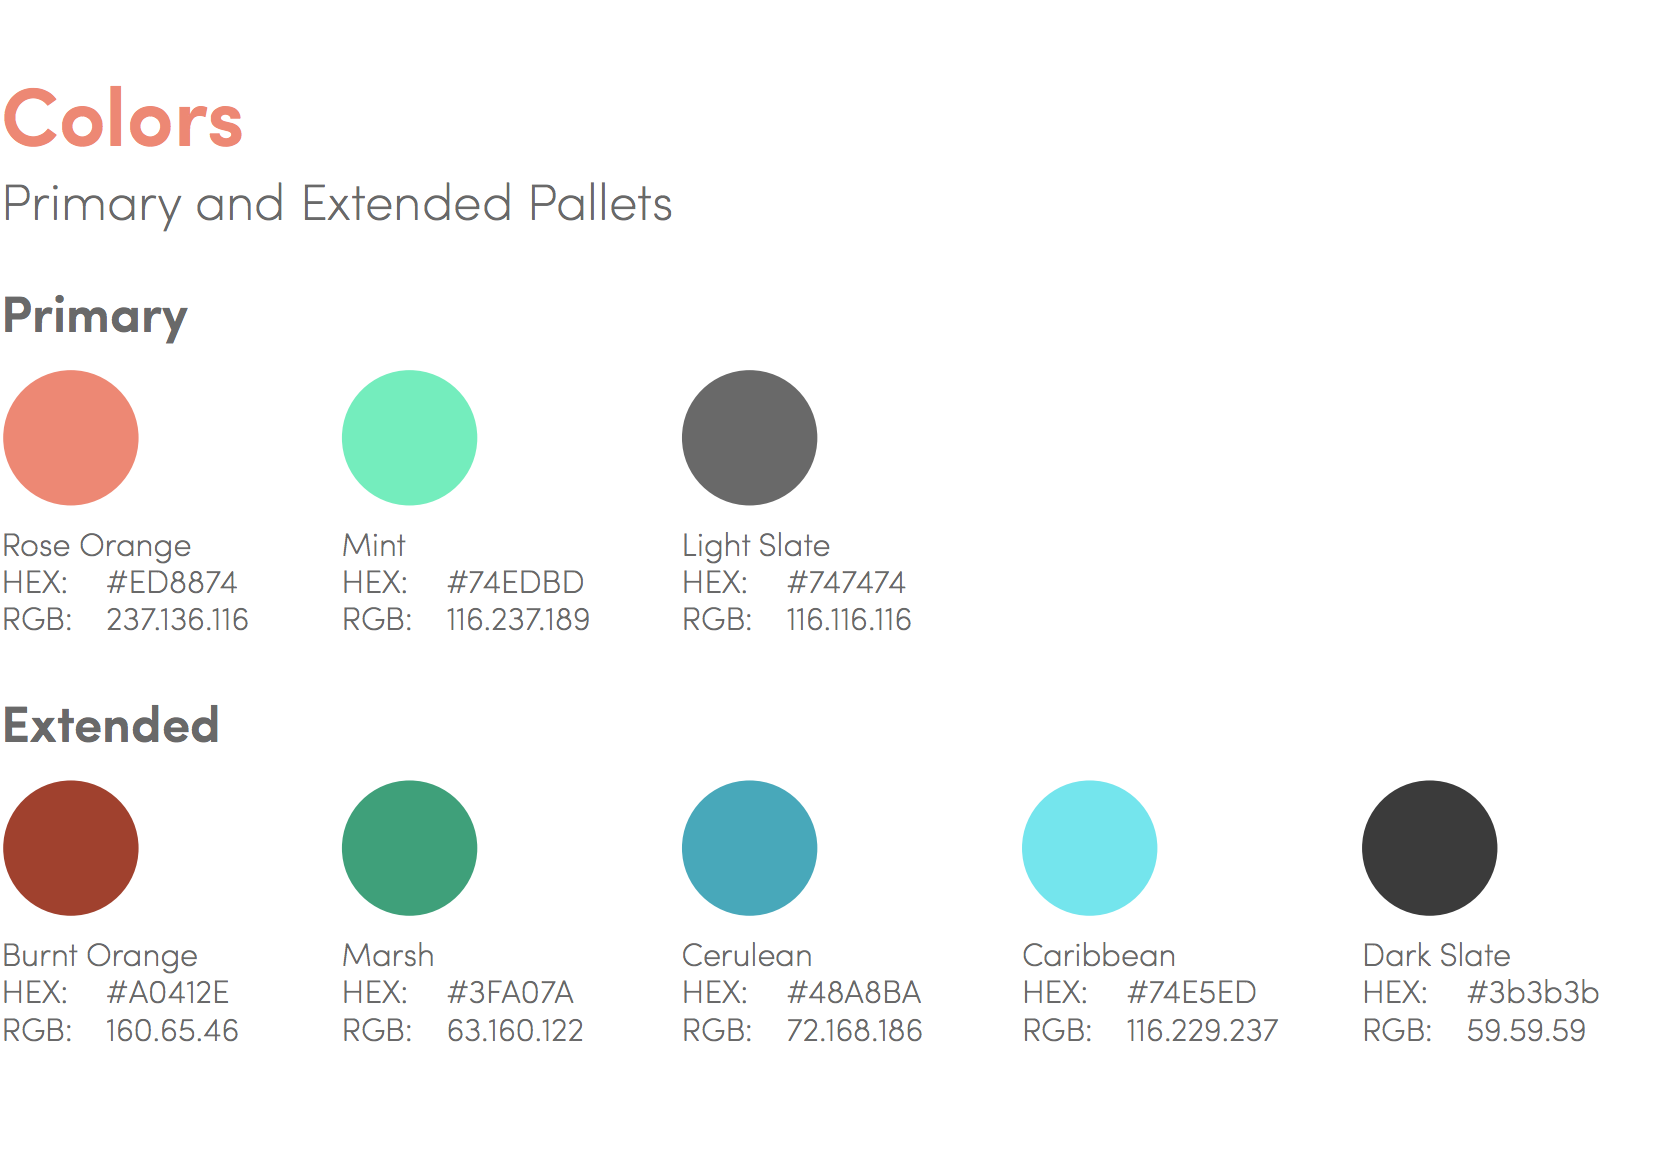 Colors
Primary and Extended Pallets
Primary
Rose Orange
HEX: #ED8874
RGB: 237.136.116
Mint
HEX: #74EDBD
RGB: 116.237.189
Light Slate
HEX: #747474
RGB: 116.116.116
Extended
Burnt Orange
HEX: #A0412E
RGB: 160.65.46
Marsh
HEX: #3FA07A
RGB: 63.160.122
Cerulean
HEX: #48A8BA
RGB: 72.168.186
Caribbean
HEX: #74E5ED
RGB: 116.229.237
Dark Slate
HEX: #3b3b3b
RGB: 59.59.59